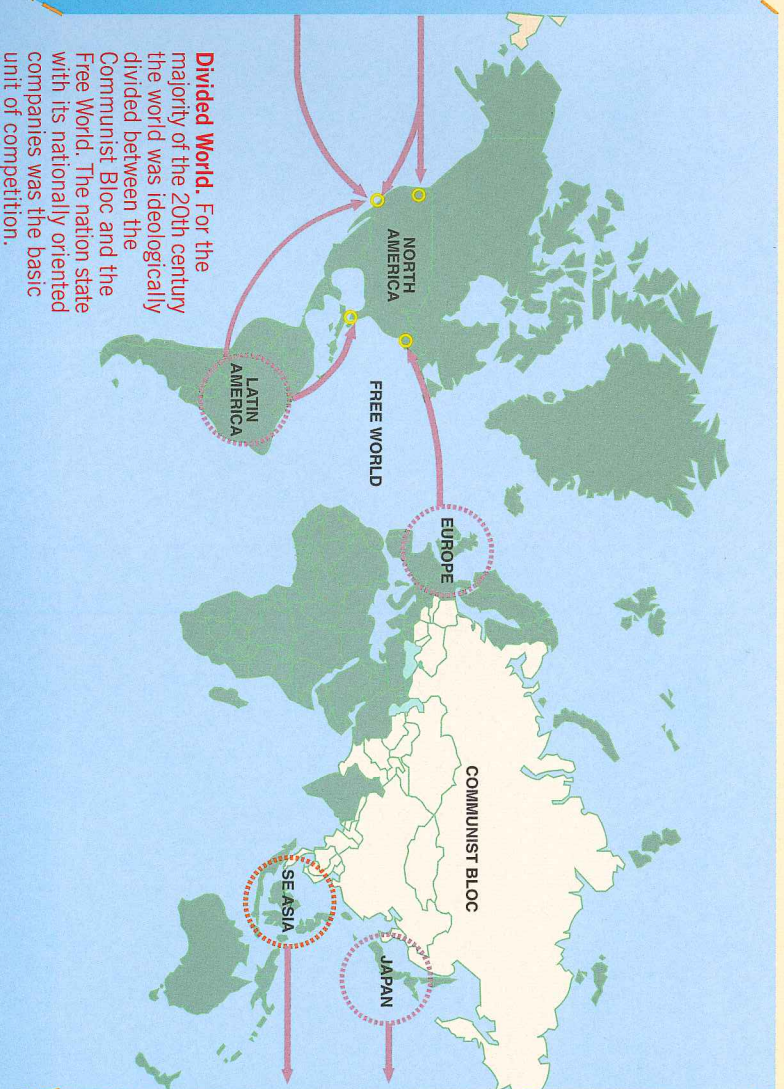 Divided World. For the
majority of the 20th century
the world was ideologically
divided between the
Communist Bloc and the
Free World. The nation state
with its nationally oriented
companies was the basic
unit of competition.
NORTH
AMERICA
LATIN
AMERICA
FREE WORLD
EUROPE
COMMUNIST BLOC
SE ASIA
JAPAN